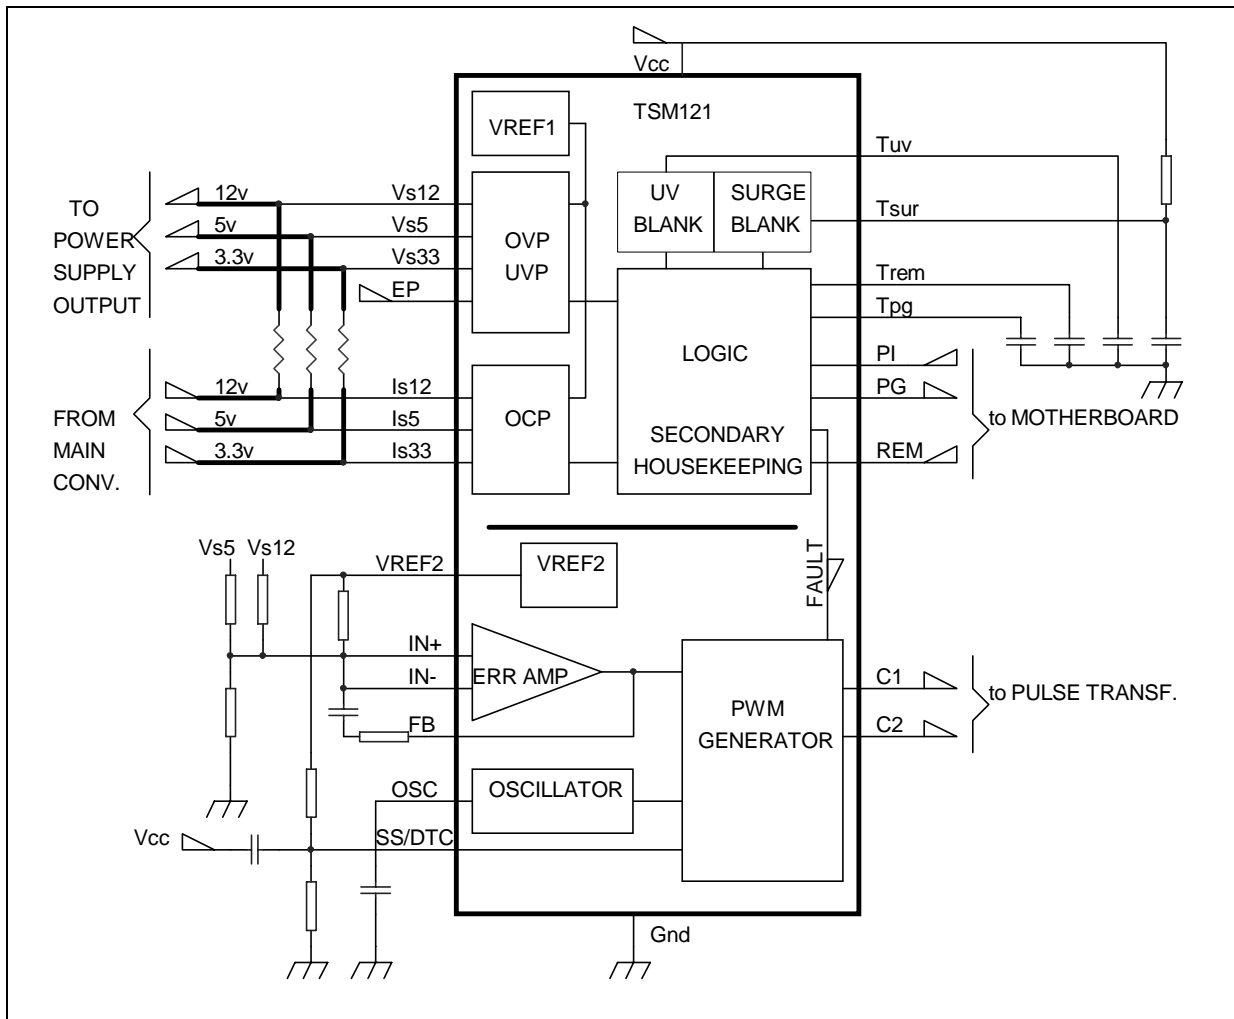 Vcc
TSM121
VREF1
Tuv
TO
POWER
SUPPLY
OUTPUT
12v
5v
3.3v
Vs12
Vs5
Vs33
EP
OVP
UVP
UV
BLANK
SURGE
BLANK
Tsur
Trem
Tpg
LOGIC
SECONDARY
HOUSEKEEPING
PI
PG
REM
to MOTHERBOARD
FROM
MAIN
CONV.
12v
5v
3.3v
Is12
Is5
Is33
OCP
FAULT
Vs5
Vs12
VREF2
VREF2
IN+
IN-
FB
ERR AMP
PWM
GENERATOR
C1
C2
to PULSE TRANSF.
OSC
OSCILLATOR
Vcc
SS/DTC
Gnd